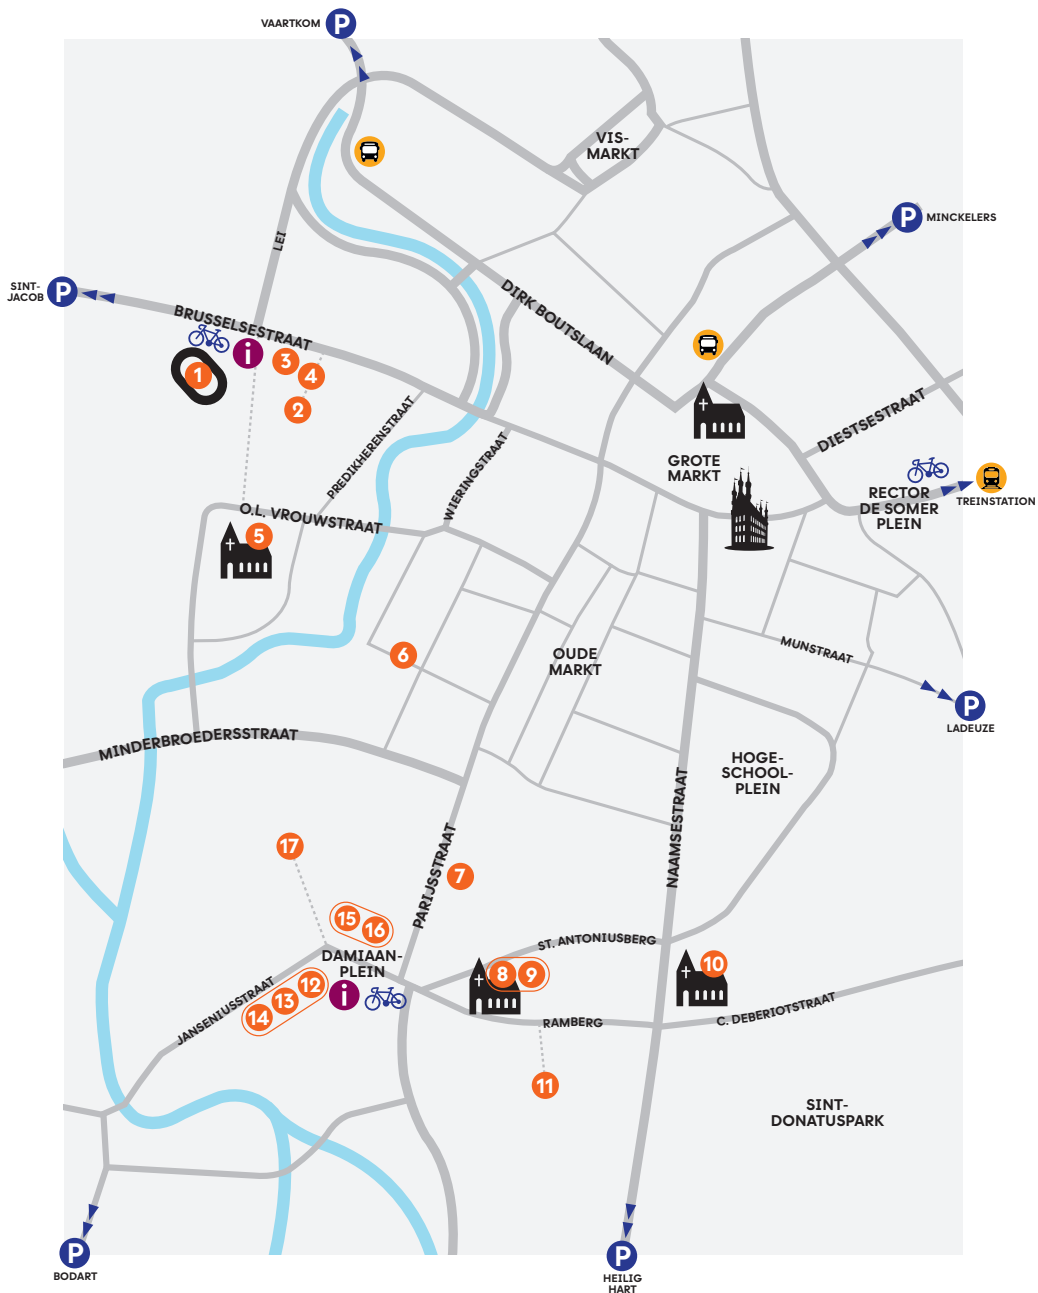 VAARTKOM
P
VIS-
MARKT
P
MINCKELERS
LEI
SINT-
JACOB
P
DIRK BOUTSLAAN
BRUSSELSESTRAAT
i
1
3
4
2
PREDIKHERENSTRAAT
WIERINGSTRAAT
DIESTSESTRAAT
GROTE
MARKT
RECTOR
DE SOMER
PLEIN
TREINSTATION
O.L. VROUWSTRAAT
5
6
OUDE
MARKT
MUNSTRAAT
P
LADEUZE
MINDERBROEDERSSTRAAT
HOGE-
SCHOOL-
PLEIN
NAAMSESTRAAT
17
PARIJSSTRAAT
7
15
16
DAMIAAN-
PLEIN
ST. ANTONIUSBERG
8
9
10
JANSENIUSSTRAAT
12
13
14
i
RAMBERG
C. DEBERIOTSTRAAT
11
SINT-
DONATUSPARK
P
BODART
P
HEILIG
HART